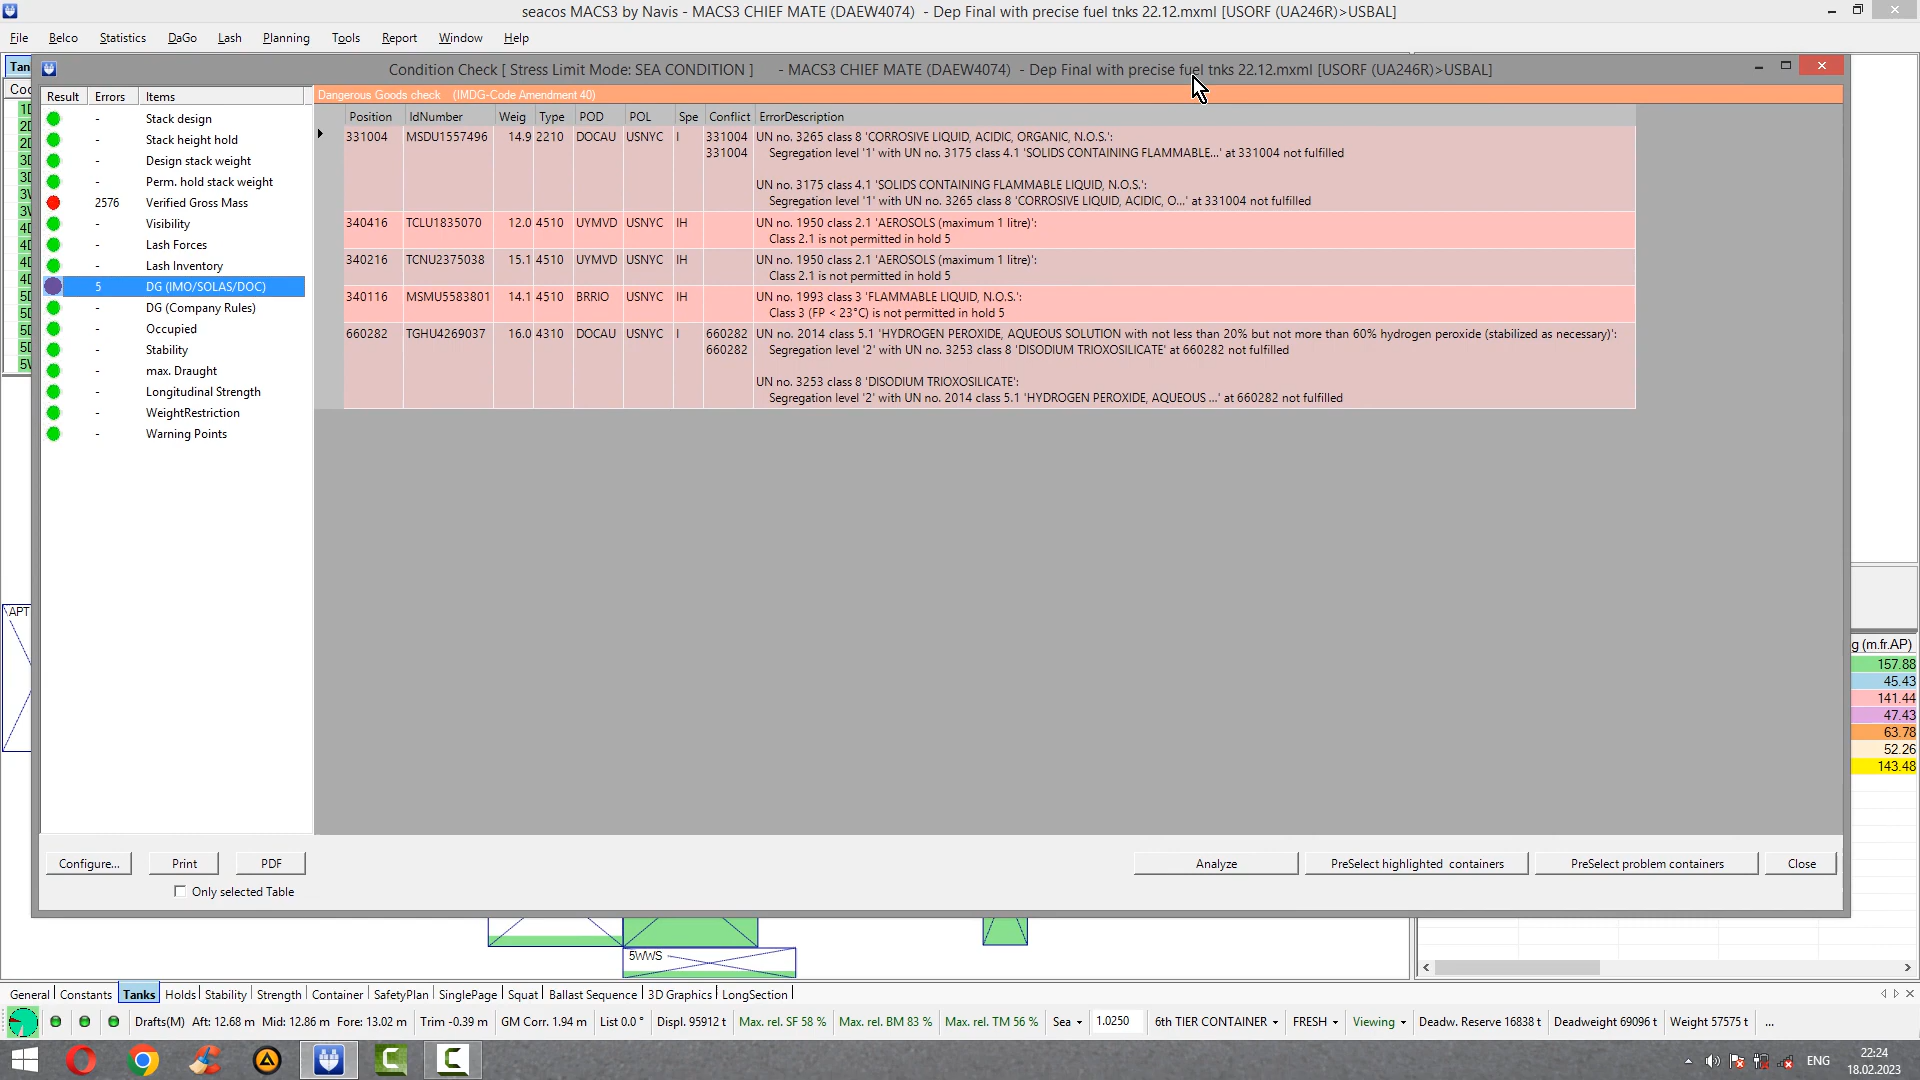 seacos MACS3 by Navis - MACS3 CHIEF MATE (DAEW4074)  - Dep Final with precise fuel tnks 22.12.mxml [USORF (UA246R)>USBAL]
File Belco Statistics DaGo Lash Planning Tools Report Window Help
Tan
Condition Check [ Stress Limit Mode: SEA CONDITION ] - MACS3 CHIEF MATE (DAEW4074)  - Dep Final with precise fuel tnks 22.12.mxml [USORF (UA246R)>USBAL]
Result Errors Items
Dangerous Goods check (IMDG-Code Amendment 40)
- Stack design
- Stack height hold
- Design stack weight
- Perm. hold stack weight
2576 Verified Gross Mass
- Visibility
- Lash Forces
- Lash Inventory
5 DG (IMO/SOLAS/DOC)
- DG (Company Rules)
- Occupied
- Stability
- max. Draught
- Longitudinal Strength
- WeightRestriction
- Warning Points
Position IdNumber Weig Type POD POL Spe Conflict ErrorDescription
331004 MSDU1557496 14.9 2210 DOCAU USNYC I 331004 UN no. 3265 class 8 'CORROSIVE LIQUID, ACIDIC, ORGANIC, N.O.S.':
331004 Segregation level '1' with UN no. 3175 class 4.1 'SOLIDS CONTAINING FLAMMABLE...' at 331004 not fulfilled
UN no. 3175 class 4.1 'SOLIDS CONTAINING FLAMMABLE LIQUID, N.O.S.':
Segregation level '1' with UN no. 3265 class 8 'CORROSIVE LIQUID, ACIDIC, O...' at 331004 not fulfilled
340416 TCLU1835070 12.0 4510 UYMVD USNYC IH UN no. 1950 class 2.1 'AEROSOLS (maximum 1 litre)':
Class 2.1 is not permitted in hold 5
340216 TCNU2375038 15.1 4510 UYMVD USNYC IH UN no. 1950 class 2.1 'AEROSOLS (maximum 1 litre)':
Class 2.1 is not permitted in hold 5
340116 MSMU5583801 14.1 4510 BRRIO USNYC IH UN no. 1993 class 3 'FLAMMABLE LIQUID, N.O.S.':
Class 3 (FP < 23°C) is not permitted in hold 5
660282 TGHU4269037 16.0 4310 DOCAU USNYC I 660282 UN no. 2014 class 5.1 'HYDROGEN PEROXIDE, AQUEOUS SOLUTION with not less than 20% but not more than 60% hydrogen peroxide (stabilized as necessary)':
660282 Segregation level '2' with UN no. 3253 class 8 'DISODIUM TRIOXOSILICATE' at 660282 not fulfilled
UN no. 3253 class 8 'DISODIUM TRIOXOSILICATE':
Segregation level '2' with UN no. 2014 class 5.1 'HYDROGEN PEROXIDE, AQUEOUS ...' at 660282 not fulfilled
\APT
g (m.fr.AP)
157.88
45.43
141.44
47.43
63.78
52.26
143.48
Configure... Print PDF Analyze PreSelect highlighted containers PreSelect problem containers Close
Only selected Table
5WWS
General Constants Tanks Holds Stability Strength Container SafetyPlan SinglePage Squat Ballast Sequence 3D Graphics LongSection
Drafts(M) Aft: 12.68 m Mid: 12.86 m Fore: 13.02 m Trim -0.39 m GM Corr. 1.94 m List 0.0 ° Displ. 95912 t Max. rel. SF 58 % Max. rel. BM 83 % Max. rel. TM 56 % Sea 1.0250 6th TIER CONTAINER FRESH Viewing Deadw. Reserve 16838 t Deadweight 69096 t Weight 57575 t ...
ENG 22:24
18.02.2023